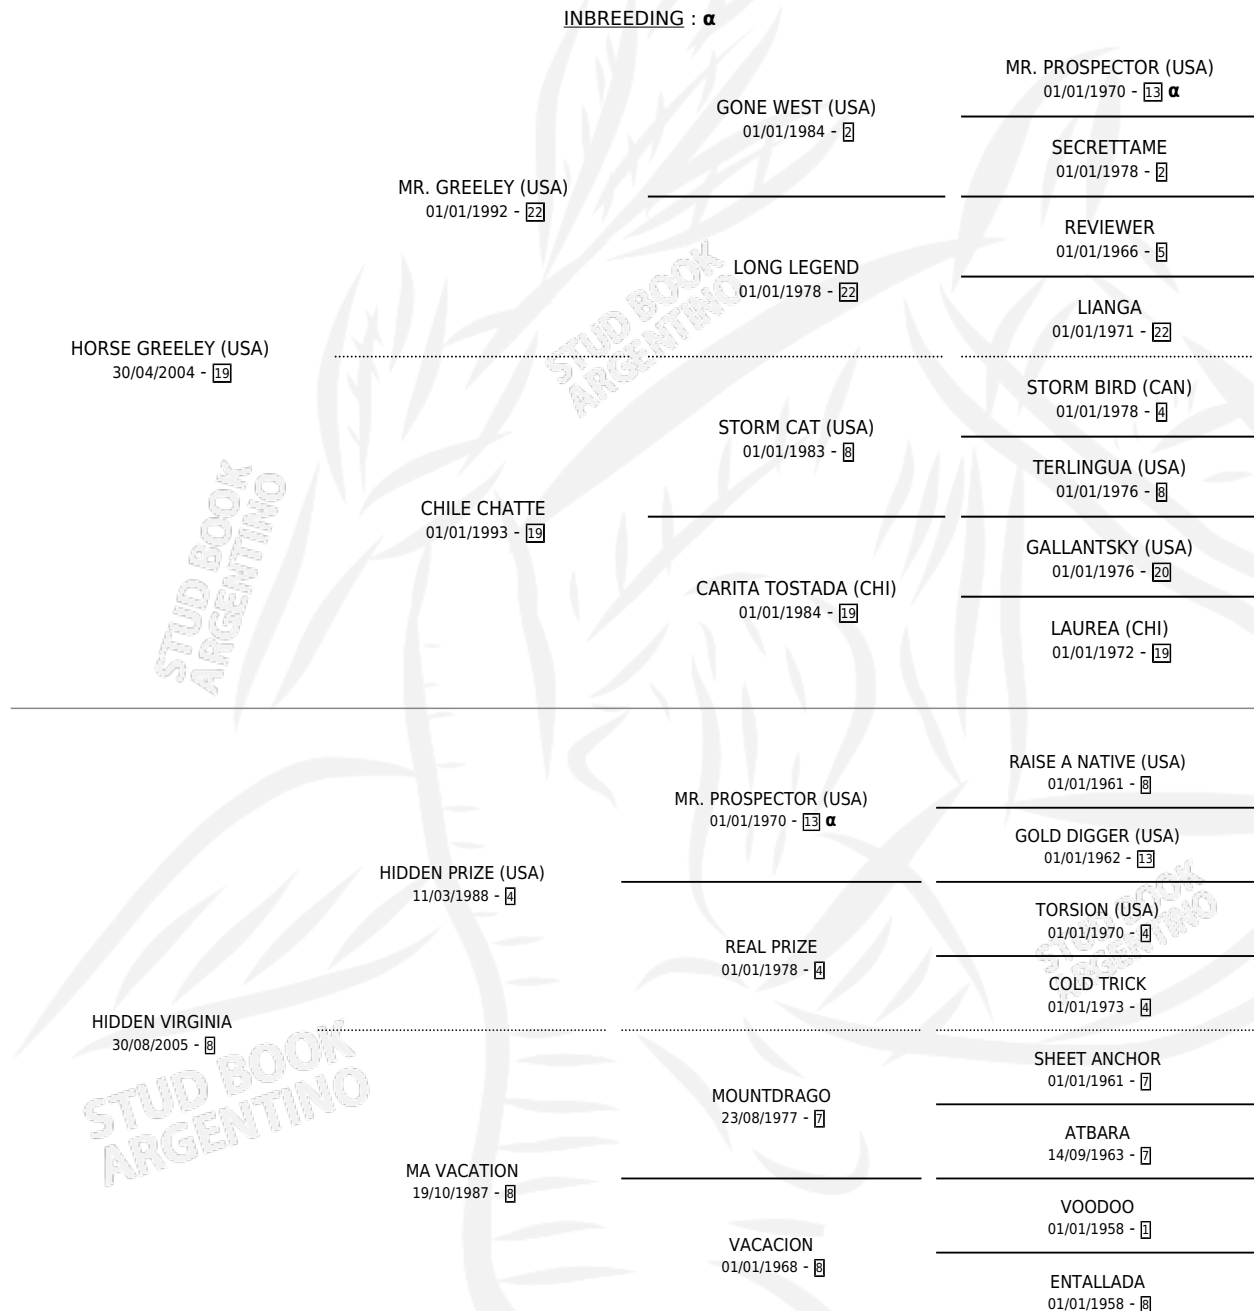 INBREEDING : α
MR. PROSPECTOR (USA)
01/01/1970 - 13 α
GONE WEST (USA)
01/01/1984 - 2
SECRETTAME
01/01/1978 - 2
MR. GREELEY (USA)
01/01/1992 - 22
REVIEWER
01/01/1966 - 5
LONG LEGEND
01/01/1978 - 22
LIANGA
01/01/1971 - 22
HORSE GREELEY (USA)
30/04/2004 - 19
STORM BIRD (CAN)
01/01/1978 - 4
STORM CAT (USA)
01/01/1983 - 8
TERLINGUA (USA)
01/01/1976 - 8
CHILE CHATTE
01/01/1993 - 19
GALLANTSKY (USA)
01/01/1976 - 20
CARITA TOSTADA (CHI)
01/01/1984 - 19
LAUREA (CHI)
01/01/1972 - 19
RAISE A NATIVE (USA)
01/01/1961 - 8
MR. PROSPECTOR (USA)
01/01/1970 - 13 α
GOLD DIGGER (USA)
01/01/1962 - 13
HIDDEN PRIZE (USA)
11/03/1988 - 4
TORSION (USA)
01/01/1970 - 4
REAL PRIZE
01/01/1978 - 4
COLD TRICK
01/01/1973 - 4
HIDDEN VIRGINIA
30/08/2005 - 8
SHEET ANCHOR
01/01/1961 - 7
MOUNTDRAGO
23/08/1977 - 7
ATBARA
14/09/1963 - 7
MA VACATION
19/10/1987 - 8
VOODOO
01/01/1958 - 1
VACACION
01/01/1968 - 8
ENTALLADA
01/01/1958 - 8
STUD BOOK
ARGENTINO
STUD BOOK
ARGENTINO
STUD BOOK
ARGENTINO
STUD BOOK
ARGENTINO